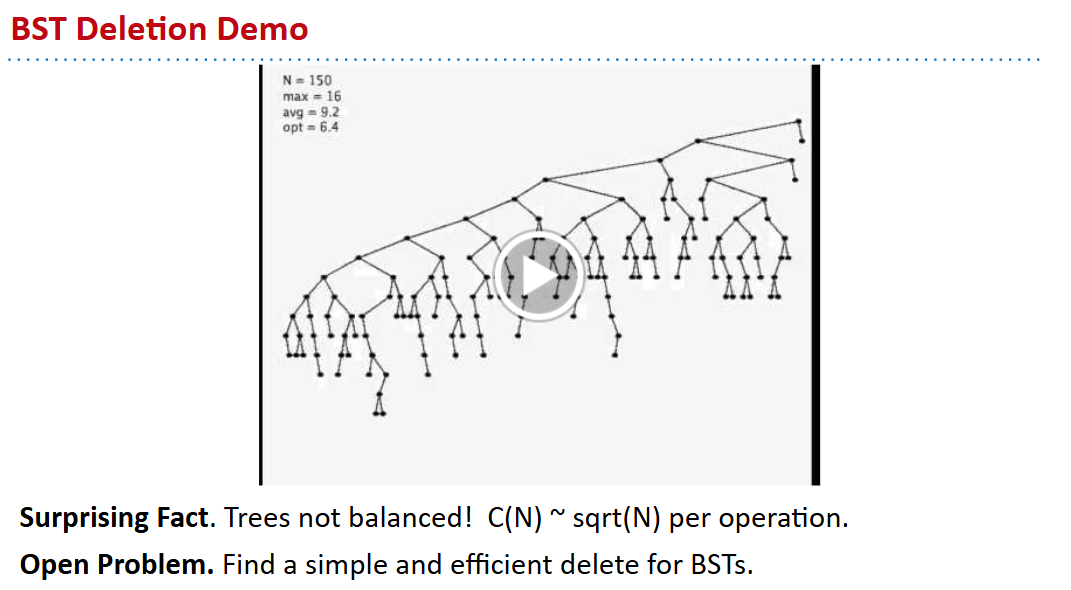 BST Deletion Demo
N = 150
max = 16
avg = 9.2
opt = 6.4
Surprising Fact. Trees not balanced! C(N) ~ sqrt(N) per operation.
Open Problem. Find a simple and efficient delete for BSTs.